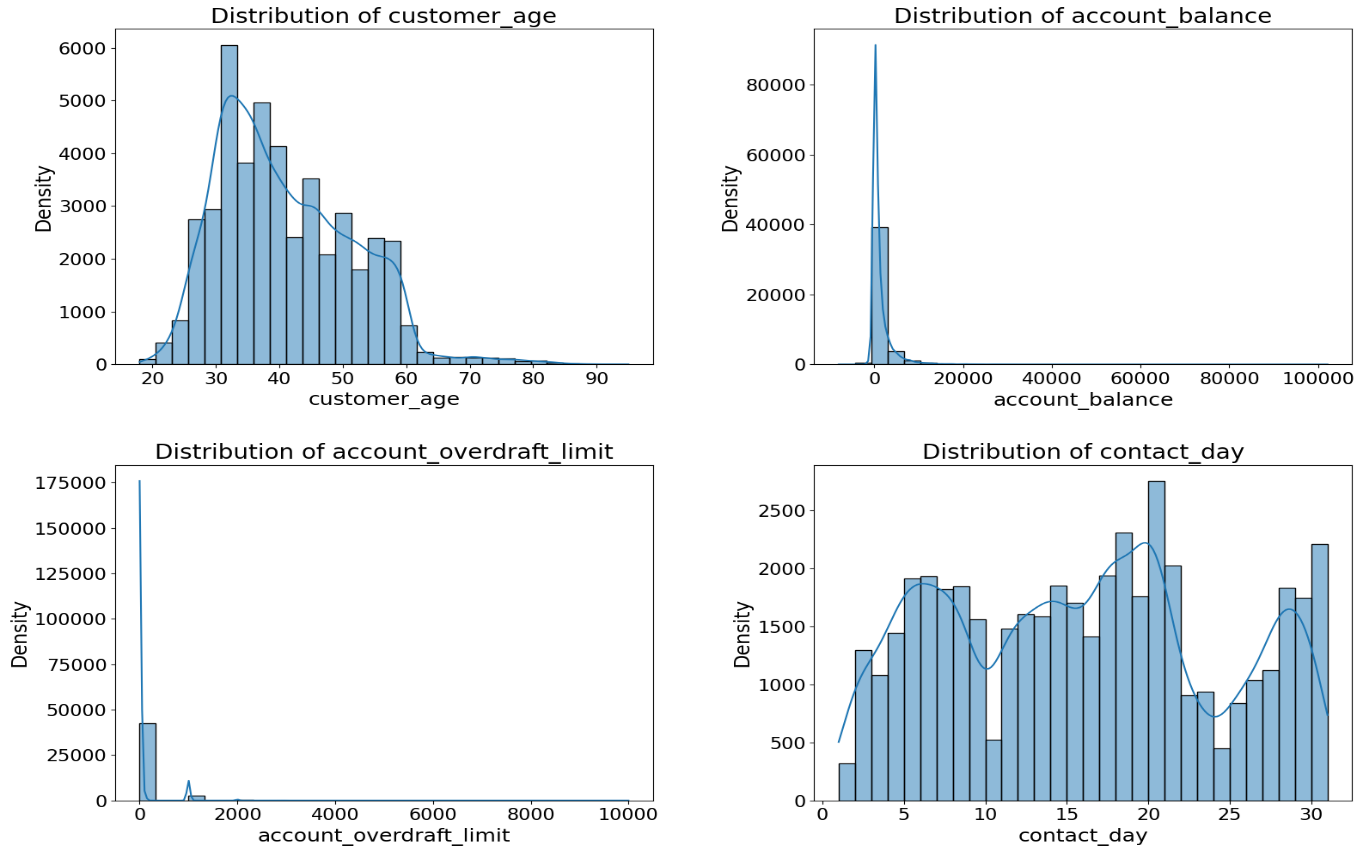 Distribution of customer_age
6000
5000
4000
3000
2000
1000
0
Density
20 30 40 50 60 70 80 90
customer_age
Distribution of account_balance
80000
60000
40000
20000
0
Density
0 20000 40000 60000 80000 100000
account_balance
Distribution of account_overdraft_limit
175000
150000
125000
100000
75000
50000
25000
0
Density
0 2000 4000 6000 8000 10000
account_overdraft_limit
Distribution of contact_day
2500
2000
1500
1000
500
0
Density
0 5 10 15 20 25 30
contact_day